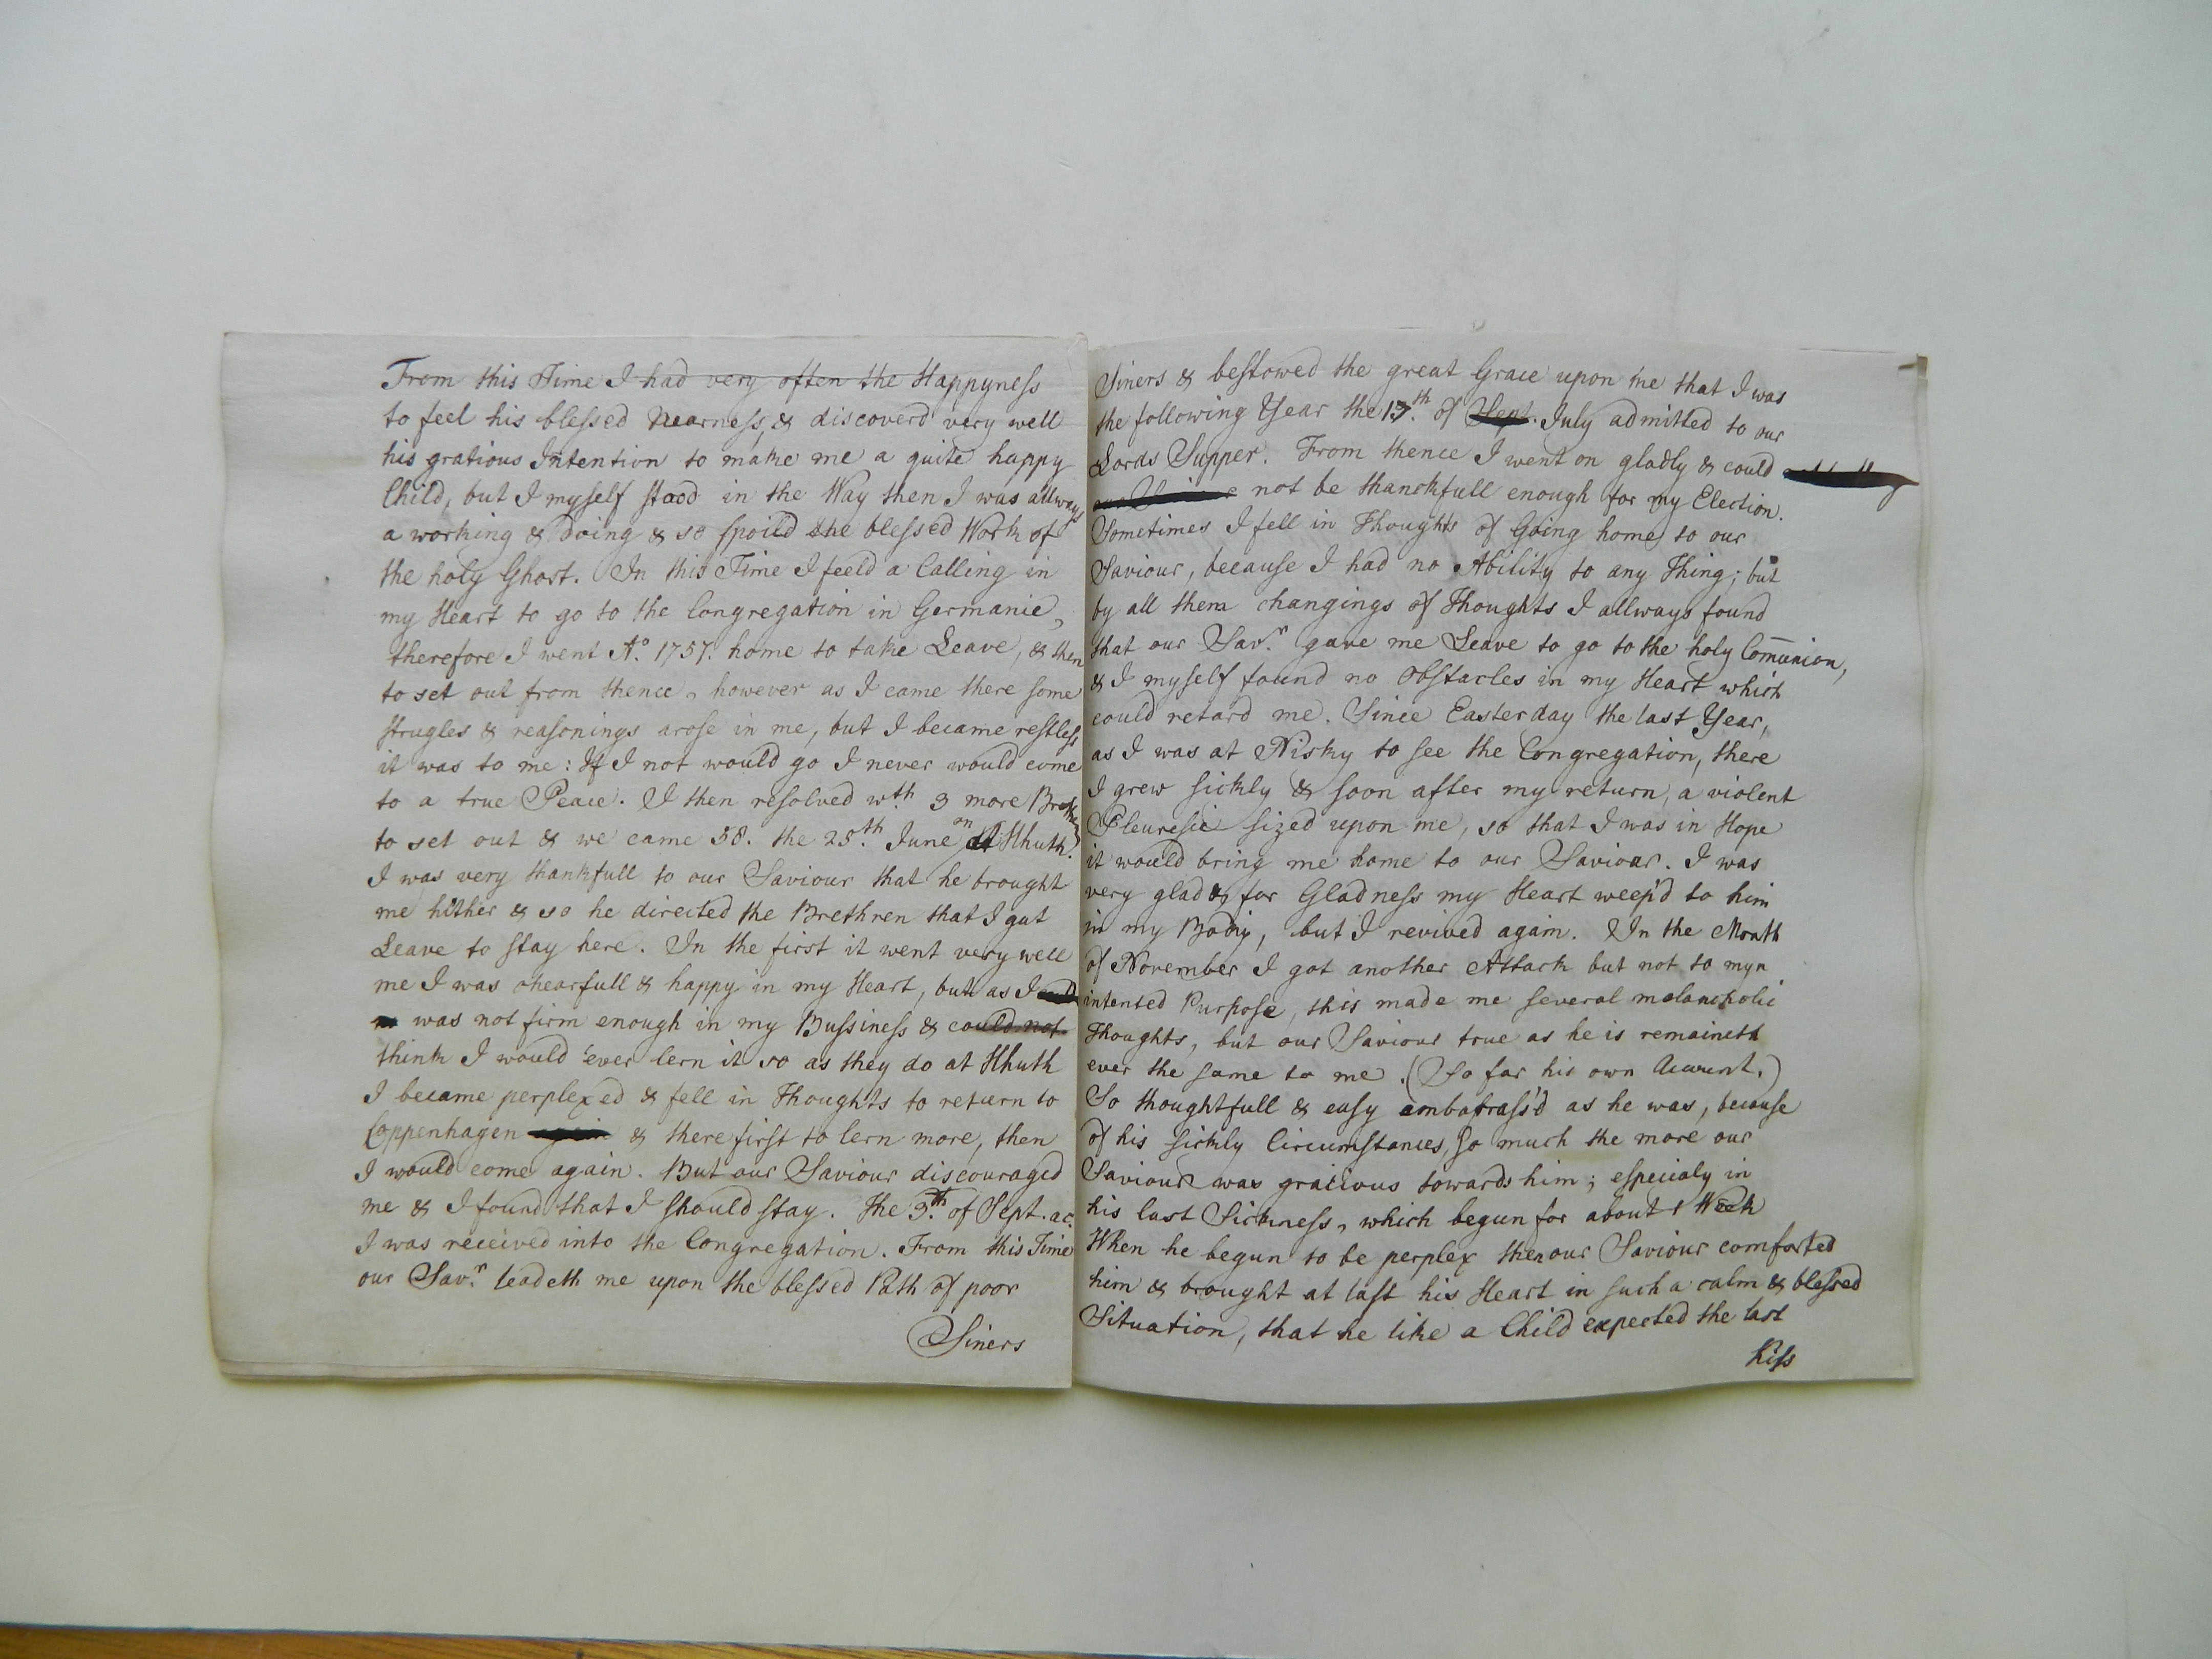 From this Time I had very often the Happyness
to feel his blessed Nearness, & discoverd very well
his gratious Intention to make me a quite happy
Child, but I myself stood in the Way then I was allways
a working & doing & so spoild the blessed Work of
the holy Ghost. In this Time I feeld a Calling in
my Heart to go to the Congregation in Germanie,
therefore I went Aº 1757. home to take Leave, & then
to set out from thence, however as I came there some
strugles & reasonings arose in me, but I became restless
it was to me: If I not would go I never would come
to a true Peace. I then resolved wth 3 more Brethren
to set out & we came 58. the 25th June in Hhuth.
I was very thankfull to our Saviour that he brought
me hither & so he directed the Brethren that I gut
Leave to stay here. In the first it went very well
me I was chearfull & happy in my Heart, but as I
was not firm enough in my Bussiness & could not
think I would ever lern it so as they do at Hhuth
I became perplexed & fell in Thoughts to return to
Coppenhagen & there first to lern more, then
I would come again. But our Saviour discouraged
me & I found that I should stay. The 3th of Sept. ac.
I was received into the Congregation. From this Time
our Savr. leadeth me upon the blessed Path of poor
Siners
Siners & bestowed the great Grace upon me that I was
the following Year the 13th of Sept. July admitted to our
Lords Supper. From thence I went on gladly & could
not be thanckfull enough for my Election.
Sometimes I fell in Thoughts of Going home to our
Saviour, because I had no Ability to any Thing; but
by all them changings of Thoughts I allways found
that our Savr. gave me Leave to go to the holy Com̄union,
& I myself found no Obstacles in my Heart which
could retard me. Since Easterday the last Year,
as I was at Nisky to see the Congregation, there
I grew sickly & soon after my return, a violent
Pleuresie sized upon me, so that I was in Hope
it would bring me home to our Saviour. I was
very glad & for Gladness my Heart weep'd to him
in my Bodiy, but I revived again. In the Month
of November I got another Attack but not to myn
intented Purpose, this made me several melancholic
Thoughts, but our Saviour true as he is remaineth
ever the same to me. (So far his own Account.)
So thoughtfull & easy embarass'd as he was, because
of his sickly Circumstances, so much the more our
Saviour was gracious towards him; especialy in
his last Sickness, which begun for about 1 Week
When he begun to be perplex then our Saviour comforted
him & brought at last his Heart in such a calm & blessed
Situation, that he like a Child expected the last
Kiss